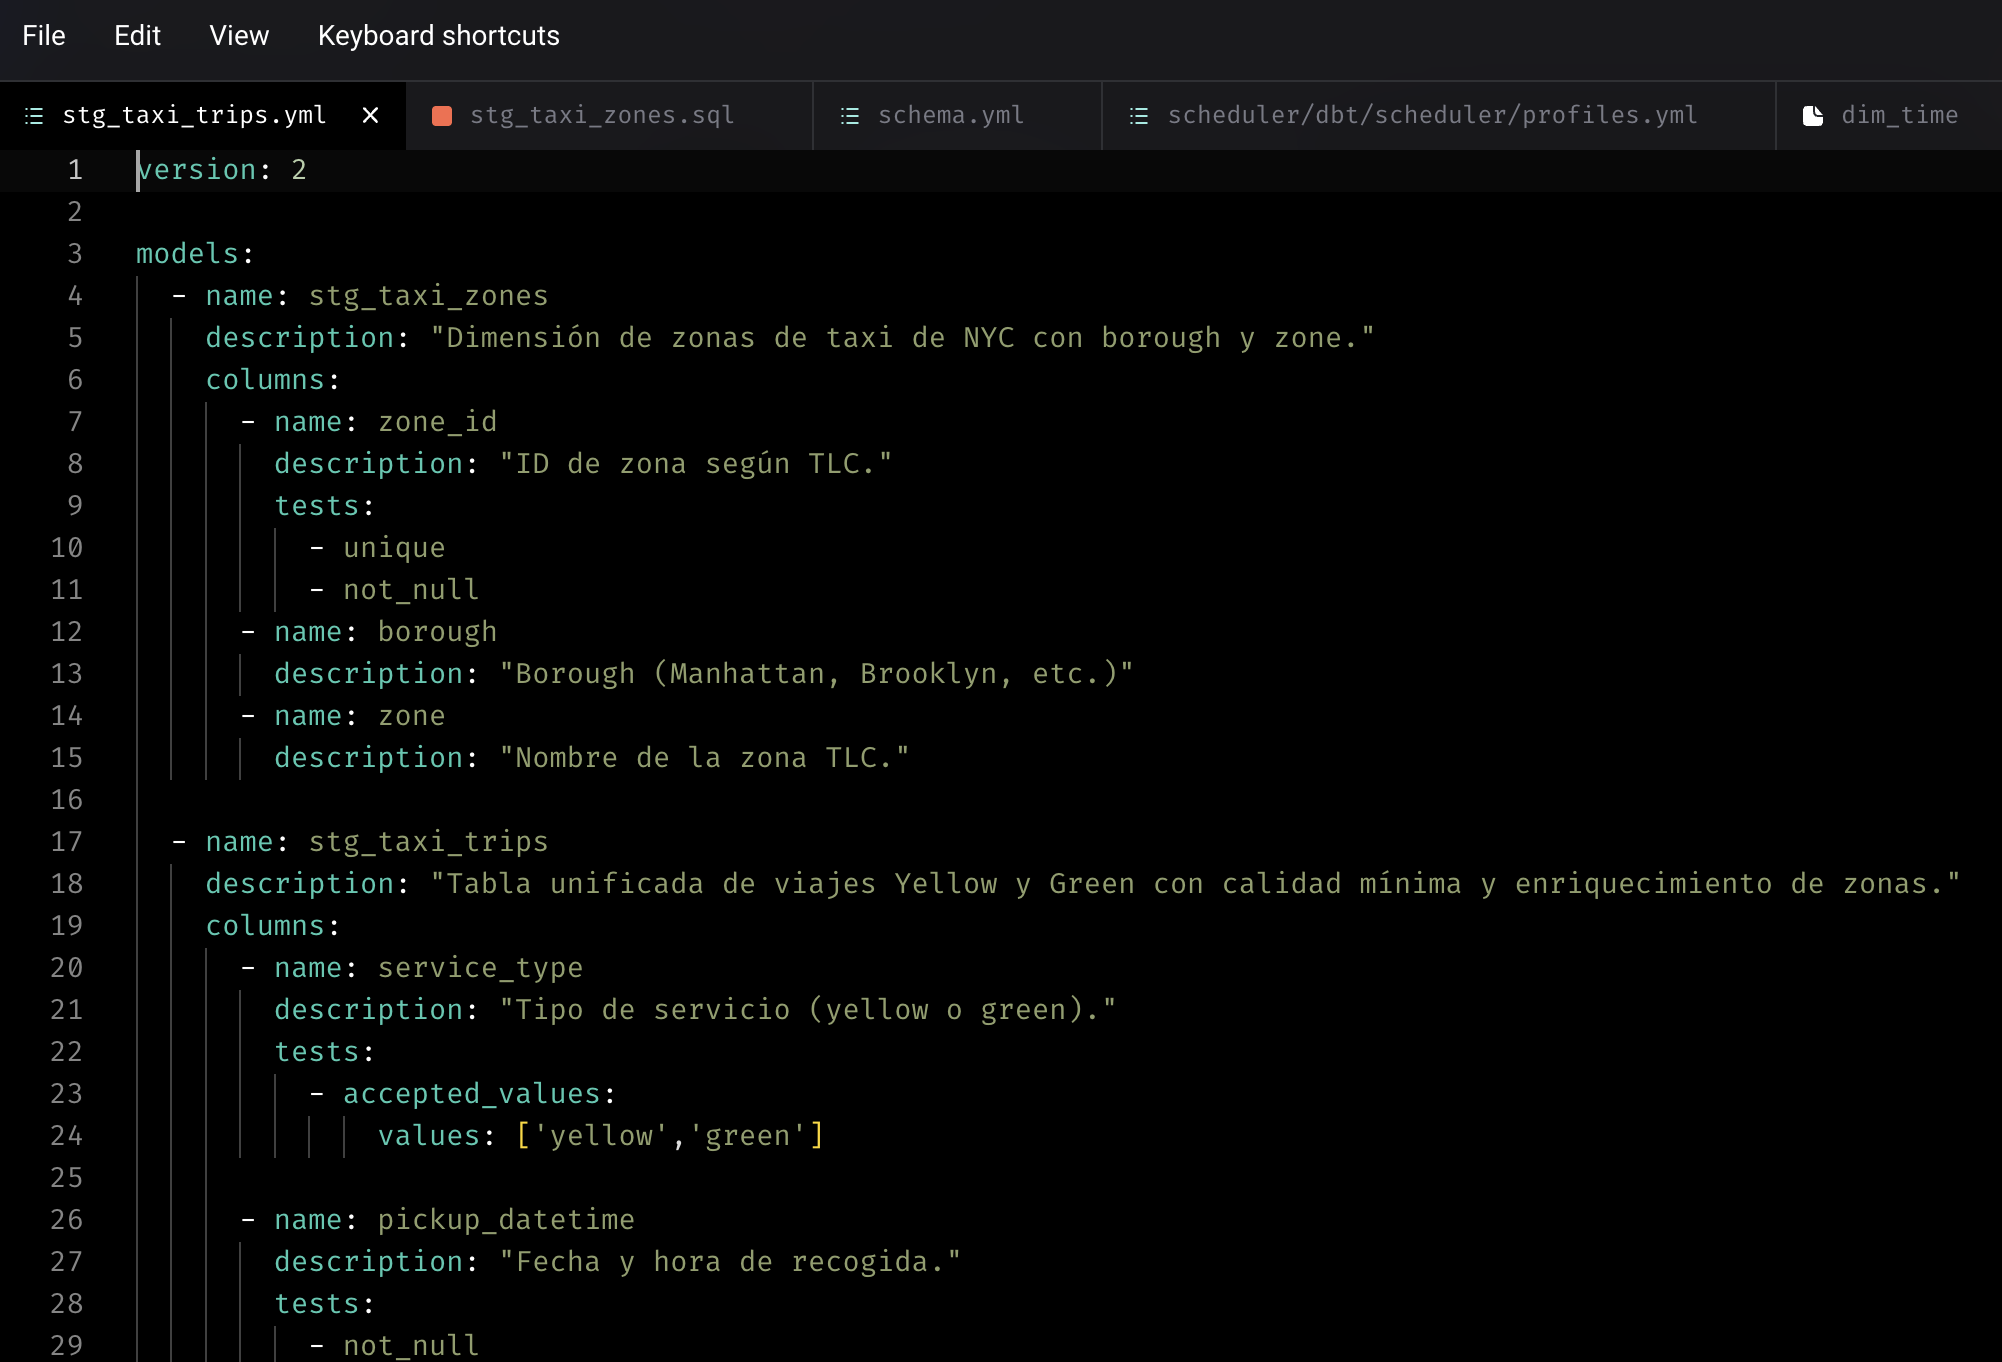 File Edit View Keyboard shortcuts
stg_taxi_trips.yml × stg_taxi_zones.sql schema.yml scheduler/dbt/scheduler/profiles.yml dim_time
1 version: 2
2
3 models:
4   - name: stg_taxi_zones
5     description: "Dimensión de zonas de taxi de NYC con borough y zone."
6     columns:
7       - name: zone_id
8         description: "ID de zona según TLC."
9         tests:
10           - unique
11           - not_null
12       - name: borough
13         description: "Borough (Manhattan, Brooklyn, etc.)"
14       - name: zone
15         description: "Nombre de la zona TLC."
16
17   - name: stg_taxi_trips
18     description: "Tabla unificada de viajes Yellow y Green con calidad mínima y enriquecimiento de zonas."
19     columns:
20       - name: service_type
21         description: "Tipo de servicio (yellow o green)."
22         tests:
23           - accepted_values:
24               values: ['yellow','green']
25
26       - name: pickup_datetime
27         description: "Fecha y hora de recogida."
28         tests:
29           - not_null